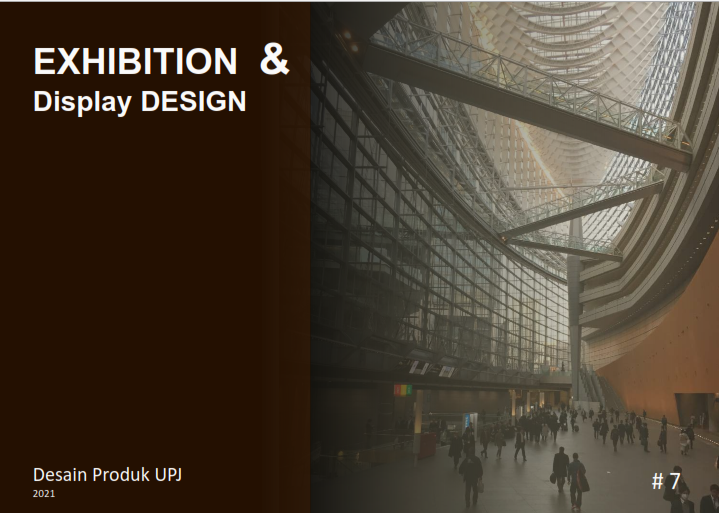 EXHIBITION &
Display DESIGN
Desain Produk UPJ
2021
# 7